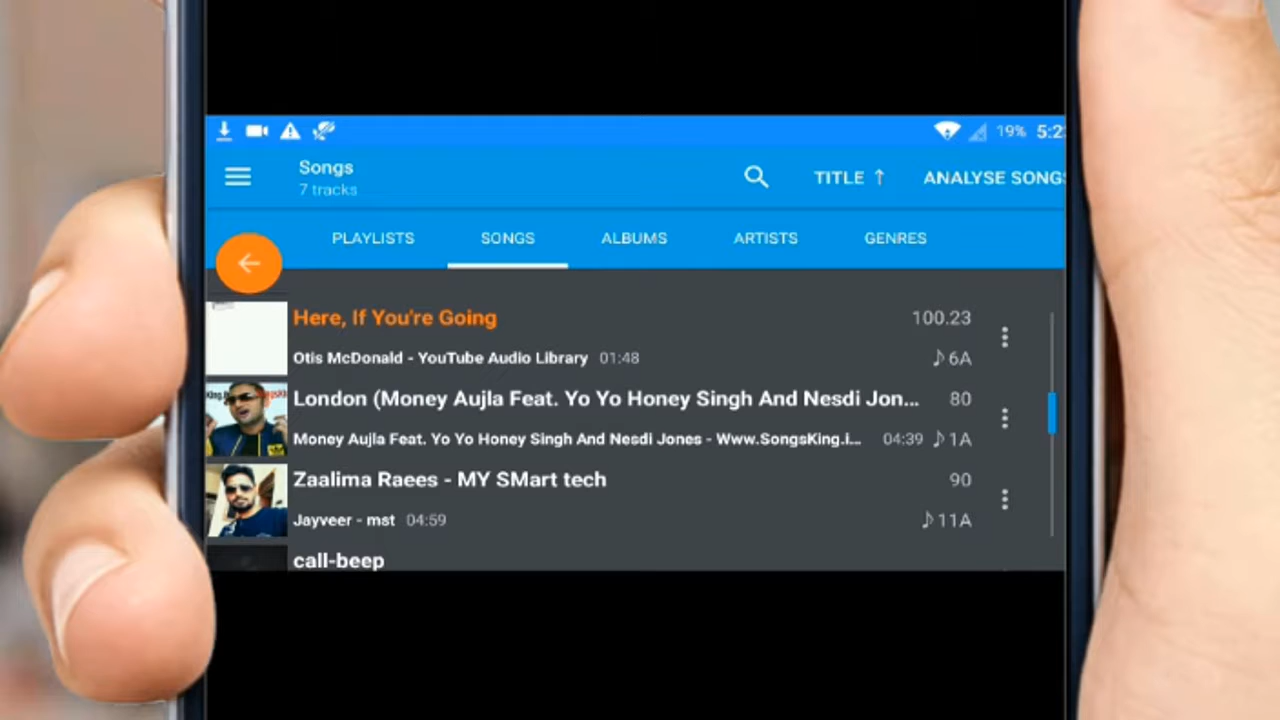 19% 5:2
Songs
7 tracks
TITLE ↑
ANALYSE SONG
PLAYLISTS
SONGS
ALBUMS
ARTISTS
GENRES
Here, If You're Going
100.23
Otis McDonald - YouTube Audio Library 01:48
♪6A
London (Money Aujla Feat. Yo Yo Honey Singh And Nesdi Jon...
80
Money Aujla Feat. Yo Yo Honey Singh And Nesdi Jones - Www.SongsKing.i...
04:39 ♪1A
Zaalima Raees - MY SMart tech
90
Jayveer - mst 04:59
♪11A
call-beep